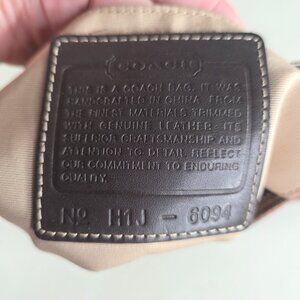 COACH
THIS IS A COACH BAG. IT WAS
HANDCRAFTED IN CHINA FROM
THE FINEST MATERIALS TRIMMED
WITH GENUINE LEATHER-ITS
SUPERIOR CRAFTSMANSHIP AND
ATTENTION TO DETAIL REFLECT
OUR COMMITMENT TO ENDURING
QUALITY.
Nº H1J - 6094